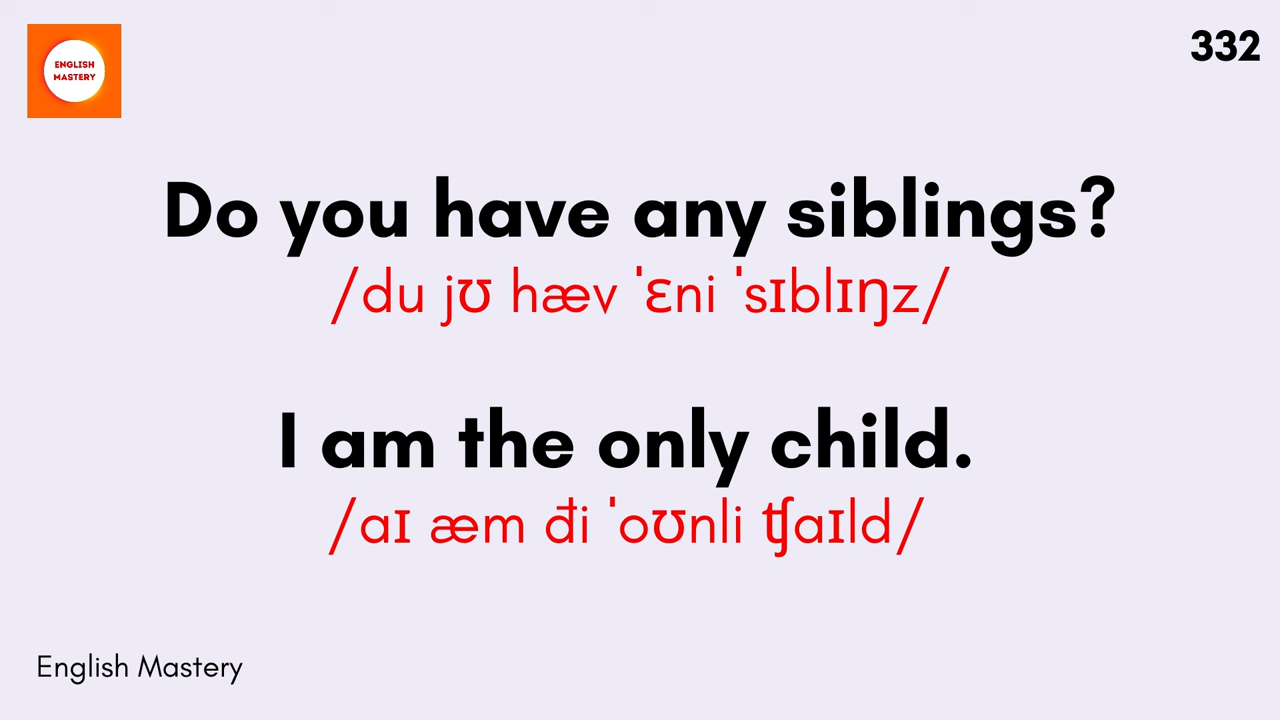 ENGLISH
MASTERY
332
Do you have any siblings?
/du jʊ hæv ˈɛni ˈsɪblɪŋz/
I am the only child.
/aɪ æm đi ˈoʊnli ʧaɪld/
English Mastery